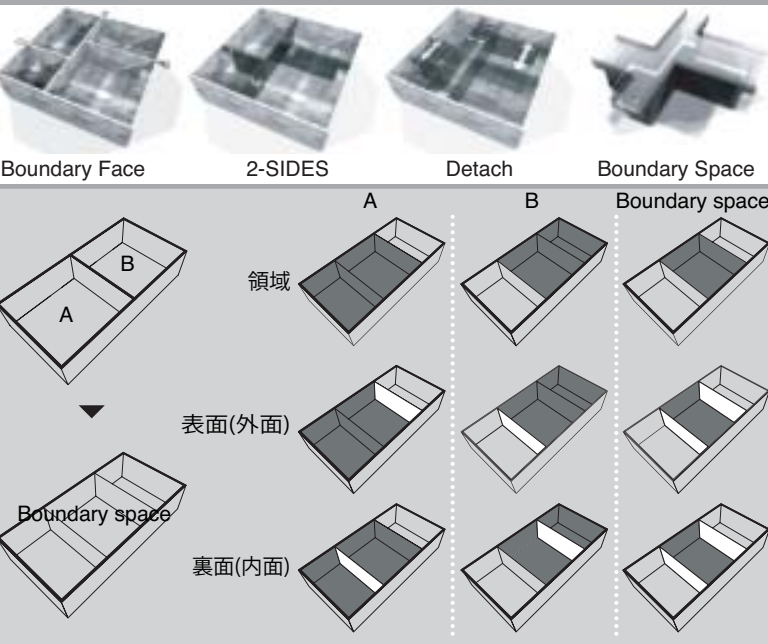 Boundary Face
2-SIDES
Detach
Boundary Space
A
B
Boundary space
B
A
領域
表面(外面)
Boundary space
裏面(内面)